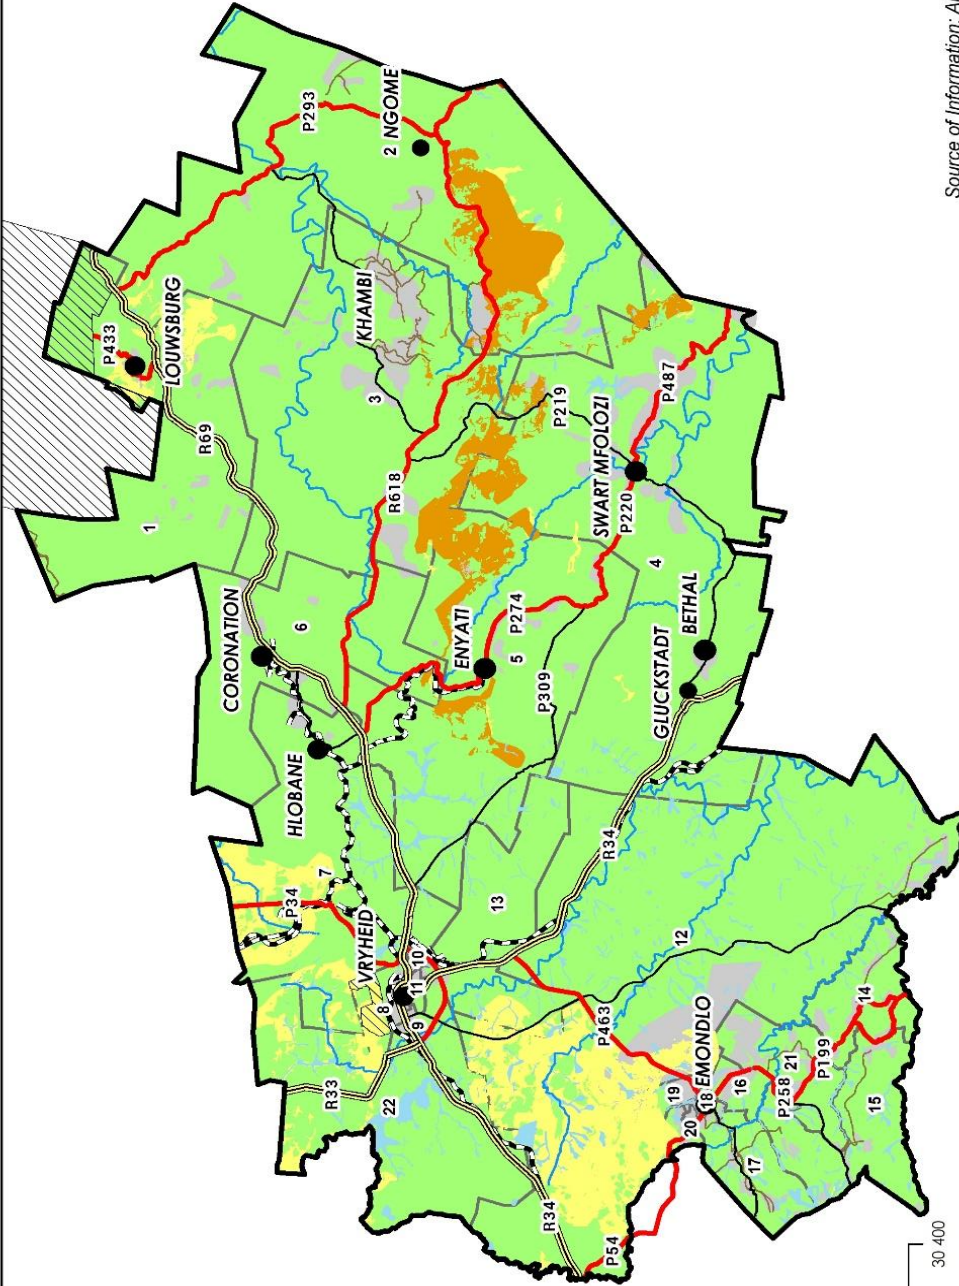 P433
LOUWSBURG
R69
1
P293
2 NGOME
KHAMBI
3
R618
P219
P487
SWART MFOLOZI
P220
4
CORONATION
6
HLOBANE
ENYATI
5
P274
P309
BETHAL
GLUCKSTADT
R34
P34
7
VRYHEID
8
9
10
11
13
12
R33
22
R34
P54
P463
EMONDLO
19
18
20
16
17
21
P258
P199
14
15
30 400
Source of Information: